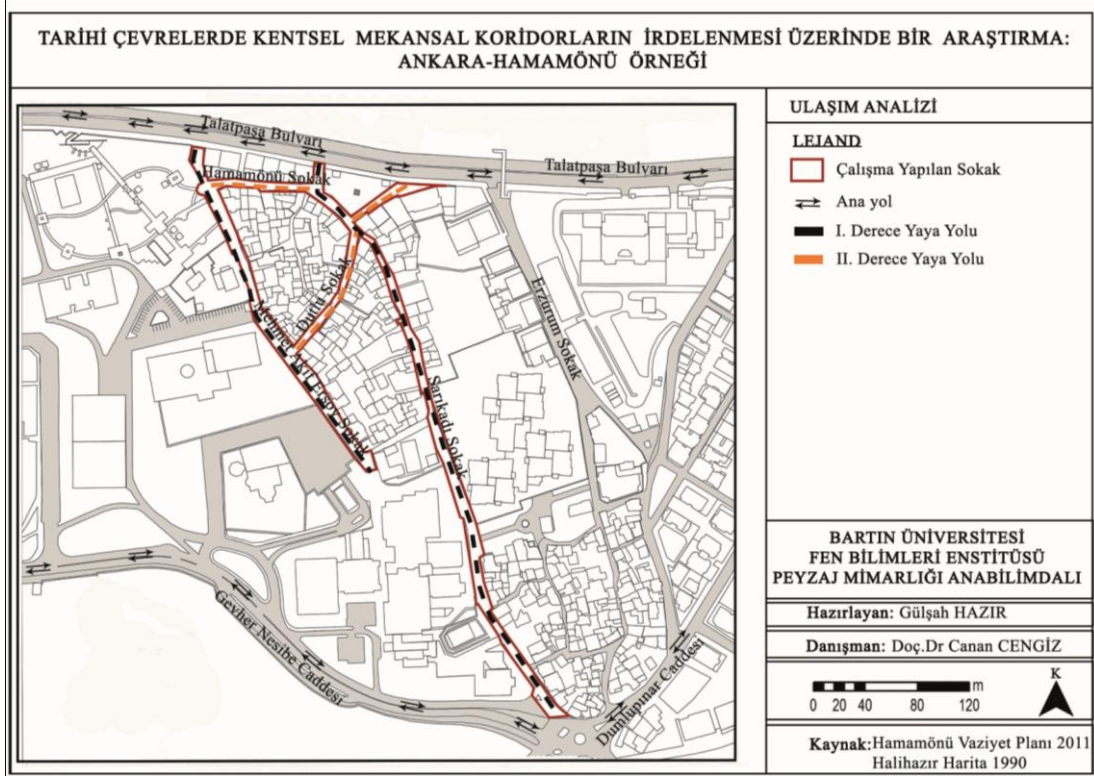 TARİHİ ÇEVRELERDE KENTSEL MEKANSAL KORİDORLARIN İRDELENMESİ ÜZERİNDE BİR ARAŞTIRMA:
ANKARA-HAMAMÖNÜ ÖRNEĞİ
Talatpaşa Bulvarı
Talatpaşa Bulvarı
Hamamönü Sokak
Dutlu Sokak
Mehmet Akif Ersoy Sokak
Sarıkadı Sokak
Erzurum Sokak
Gevher Nesibe Caddesi
Dumlupınar Caddesi
ULAŞIM ANALİZİ
LEJAND
Çalışma Yapılan Sokak
Ana yol
I. Derece Yaya Yolu
II. Derece Yaya Yolu
BARTIN ÜNİVERSİTESİ
FEN BİLİMLERİ ENSTİTÜSÜ
PEYZAJ MİMARLIĞI ANABİLİMDALI
Hazırlayan: Gülşah HAZIR
Danışman: Doç.Dr Canan CENGİZ
K
m
0 20 40 80 120
Kaynak:Hamamönü Vaziyet Planı 2011
Halihazır Harita 1990